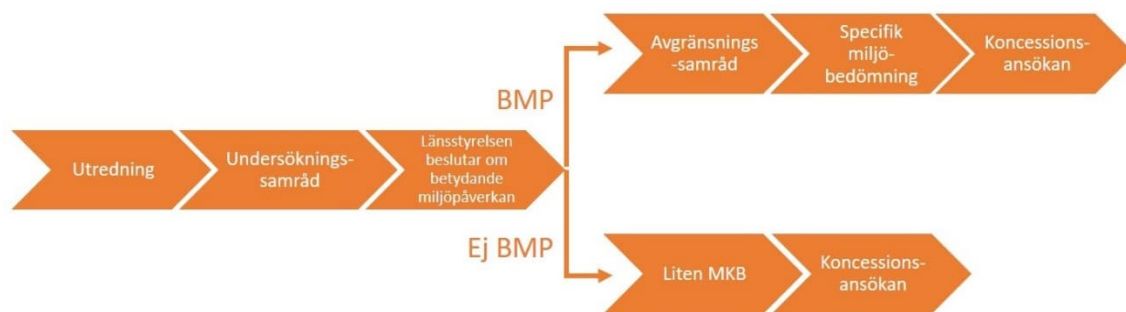 Utredning
Undersöknings-
samråd
Länsstyrelsen
beslutar om
betydande
miljöpåverkan
BMP
Avgränsnings
-samråd
Specifik
miljö-
bedömning
Koncessions-
ansökan
Ej BMP
Liten MKB
Koncessions-
ansökan